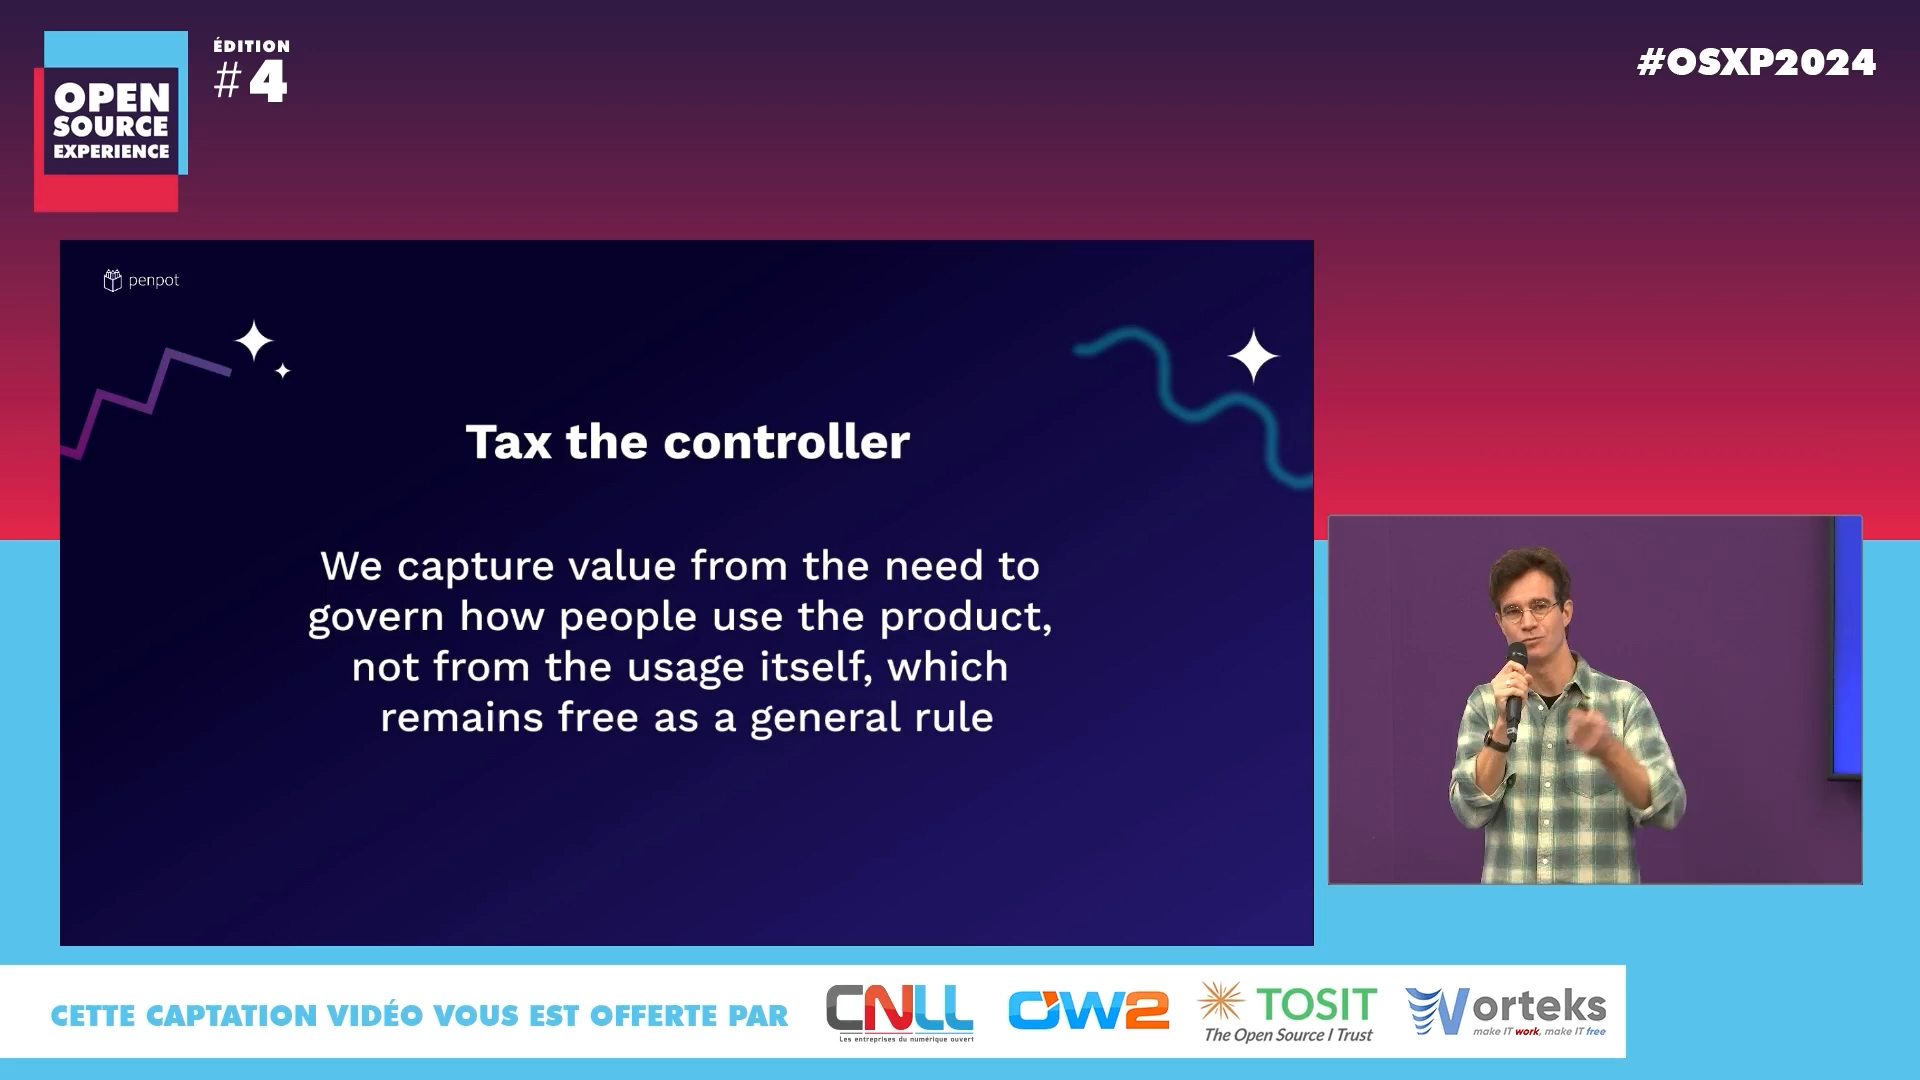 OPEN
SOURCE
EXPERIENCE
ÉDITION
#4
#OSXP2024
penpot
Tax the controller
We capture value from the need to
govern how people use the product,
not from the usage itself, which
remains free as a general rule
CETTE CAPTATION VIDÉO VOUS EST OFFERTE PAR
CNLL
Les entreprises du numérique ouvert
OW2
TOSIT
The Open Source I Trust
Worteks
make IT work, make IT free